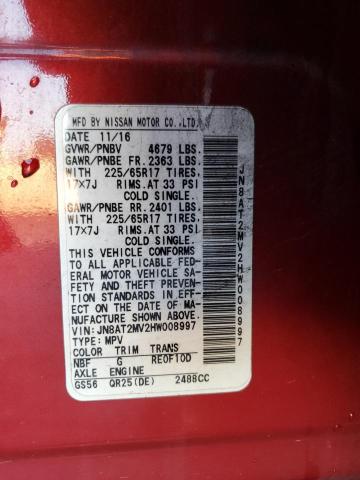 MFD BY NISSAN MOTOR CO.,LTD.
DATE 11/16
GVWR/PNBV 4679 LBS.
GAWR/PNBE FR. 2363 LBS.
WITH 225/65R17 TIRES,
17X7J RIMS, AT 33 PSI
COLD SINGLE.
GAWR/PNBE RR. 2401 LBS.
WITH 225/65R17 TIRES,
17X7J RIMS, AT 33 PSI
COLD SINGLE.
THIS VEHICLE CONFORMS
TO ALL APPLICABLE FED-
ERAL MOTOR VEHICLE SA-
FETY AND THEFT PREVENT-
ION STANDARDS IN EFF-
ECT ON THE DATE OF MA-
NUFACTURE SHOWN ABOVE.
VIN: JN8AT2MV2HW008997
TYPE: MPV
COLOR TRIM TRANS
NBF G RE0F10D
AXLE ENGINE
GS56 QR25(DE) 2488CC
JN8AT2MV2HW008997